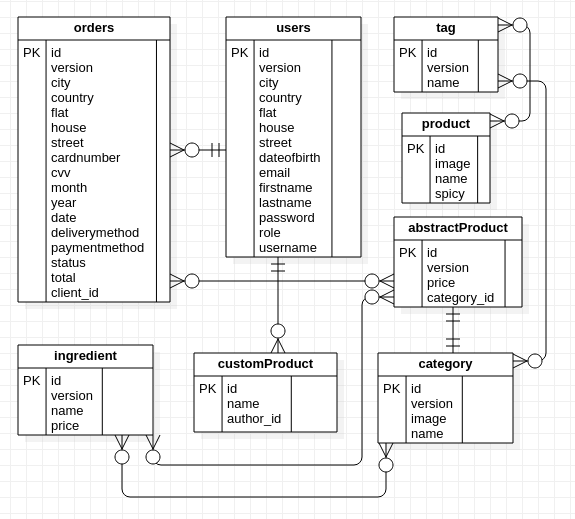 orders
PK id
version
city
country
flat
house
street
cardnumber
cvv
month
year
date
deliverymethod
paymentmethod
status
total
client_id
users
PK id
version
city
country
flat
house
street
dateofbirth
email
firstname
lastname
password
role
username
tag
PK id
version
name
product
PK id
image
name
spicy
abstractProduct
PK id
version
price
category_id
ingredient
PK id
version
name
price
customProduct
PK id
name
author_id
category
PK id
version
image
name